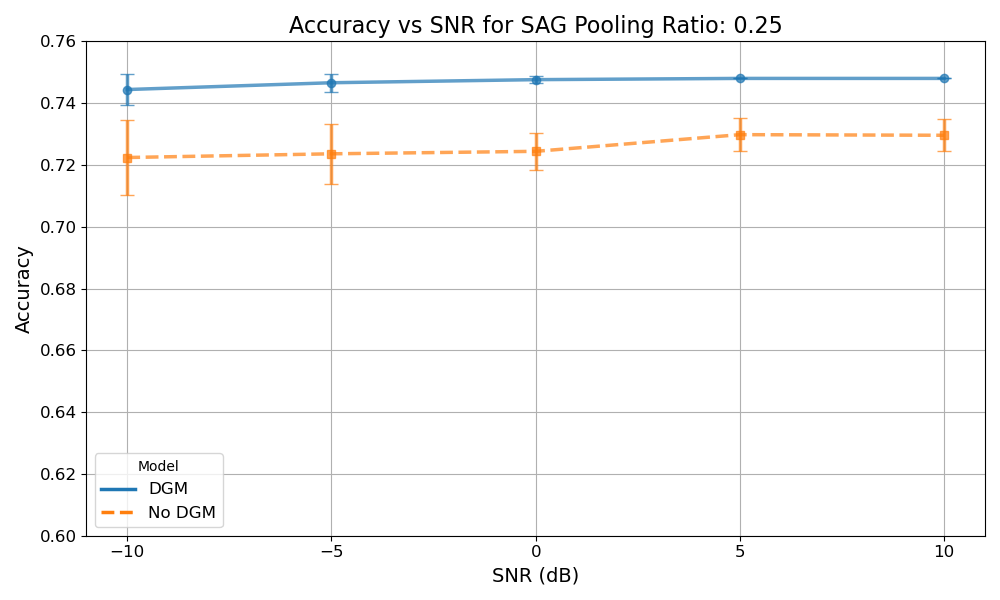 Accuracy vs SNR for SAG Pooling Ratio: 0.25
0.76
0.74
0.72
0.70
0.68
0.66
0.64
0.62
0.60
Accuracy
Model
DGM
No DGM
−10
−5
0
5
10
SNR (dB)